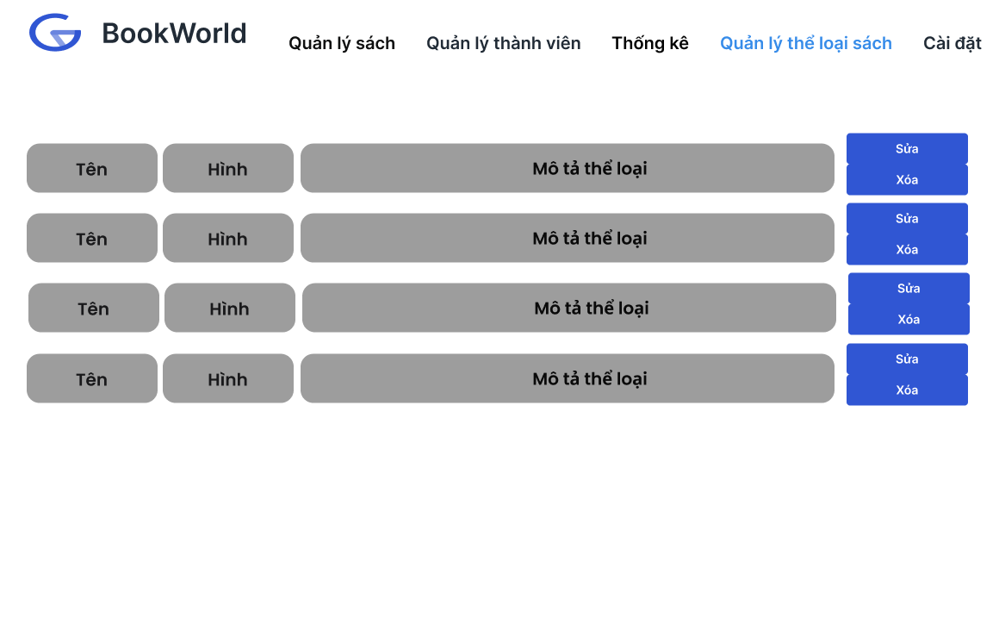 BookWorld
Quản lý sách Quản lý thành viên Thống kê Quản lý thể loại sách Cài đặt
Tên Hình Mô tả thể loại Sửa
Xóa
Tên Hình Mô tả thể loại Sửa
Xóa
Tên Hình Mô tả thể loại Sửa
Xóa
Tên Hình Mô tả thể loại Sửa
Xóa